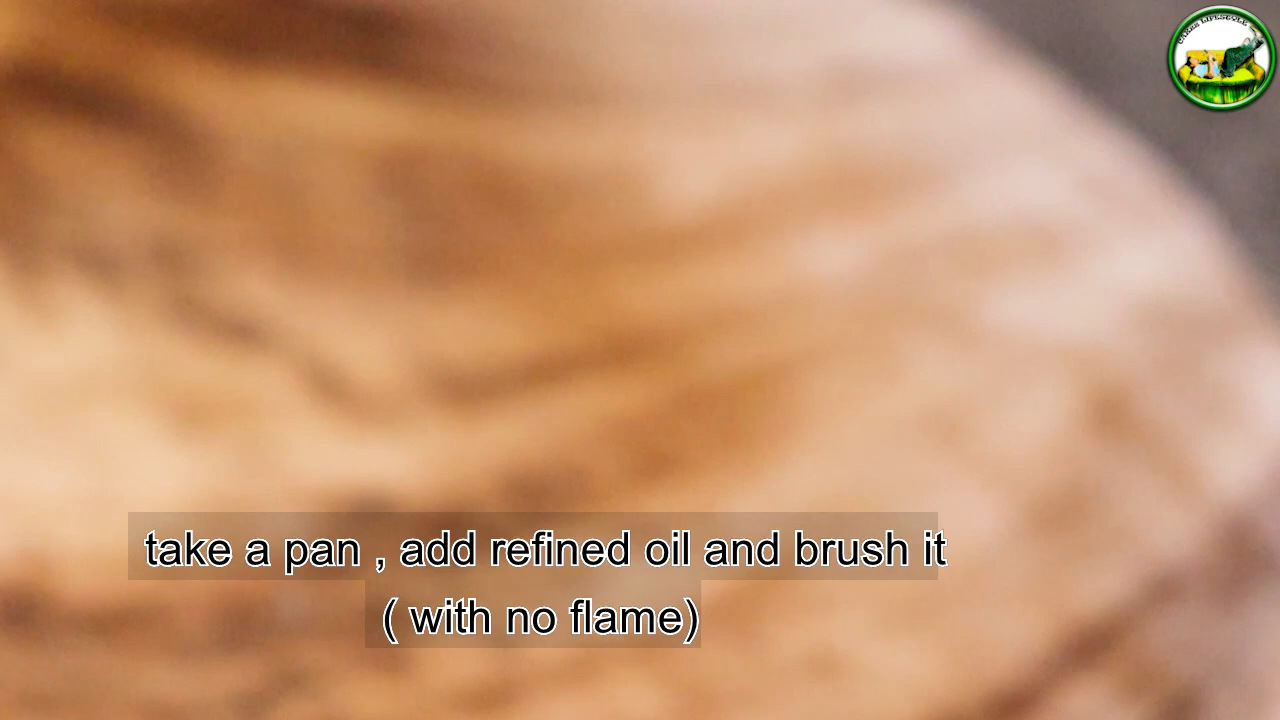 take a pan , add refined oil and brush it
( with no flame)